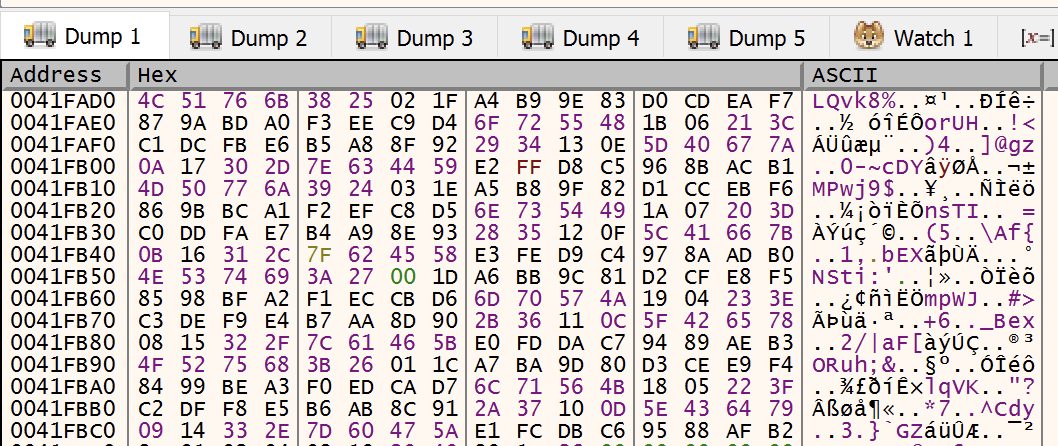 Dump 1 Dump 2 Dump 3 Dump 4 Dump 5 Watch 1 [x=]
Address Hex ASCII
0041FAD0 4C 51 76 6B 38 25 02 1F A4 B9 9E 83 D0 CD EA F7 LQvk8%..¤¹..ÐÍê÷
0041FAE0 87 9A BD A0 F3 EE C9 D4 6F 72 55 48 1B 06 21 3C ..½ óîÉÔorUH..!<
0041FAF0 C1 DC FB E6 B5 A8 8F 92 29 34 13 0E 5D 40 67 7A ÁÜûæµ¨..)4..]@gz
0041FB00 0A 17 30 2D 7E 63 44 59 E2 FF D8 C5 96 8B AC B1 ..0-~cDYâÿØÅ..¬±
0041FB10 4D 50 77 6A 39 24 03 1E A5 B8 9F 82 D1 CC EB F6 MPwj9$..¥¸..ÑÌëö
0041FB20 86 9B BC A1 F2 EF C8 D5 6E 73 54 49 1A 07 20 3D ..¼¡òïÈÕnsTI.. =
0041FB30 C0 DD FA E7 B4 A9 8E 93 28 35 12 0F 5C 41 66 7B ÀÝúç´©..(5..\Af{
0041FB40 0B 16 31 2C 7F 62 45 58 E3 FE D9 C4 97 8A AD B0 ..1,.bEXãþÙÄ.. °
0041FB50 4E 53 74 69 3A 27 00 1D A6 BB 9C 81 D2 CF E8 F5 NSti:'..¦»..ÒÏèõ
0041FB60 85 98 BF A2 F1 EC CB D6 6D 70 57 4A 19 04 23 3E ..¿¢ñìËÖmpWJ..#>
0041FB70 C3 DE F9 E4 B7 AA 8D 90 2B 36 11 0C 5F 42 65 78 ÃÞùä·ª..+6.._Bex
0041FB80 08 15 32 2F 7C 61 46 5B E0 FD DA C7 94 89 AE B3 ..2/|aF[àýÚÇ..®³
0041FB90 4F 52 75 68 3B 26 01 1C A7 BA 9D 80 D3 CE E9 F4 ORuh;&..§º..ÓÎéô
0041FBA0 84 99 BE A3 F0 ED CA D7 6C 71 56 4B 18 05 22 3F ..¾£ðíÊ×lqVK.."?
0041FBB0 C2 DF F8 E5 B6 AB 8C 91 2A 37 10 0D 5E 43 64 79 Âßøå¶«..*7..^Cdy
0041FBC0 09 14 33 2E 7D 60 47 5A E1 FC DB C6 95 88 AF B2 ..3.}`GZáüÛÆ..¯²